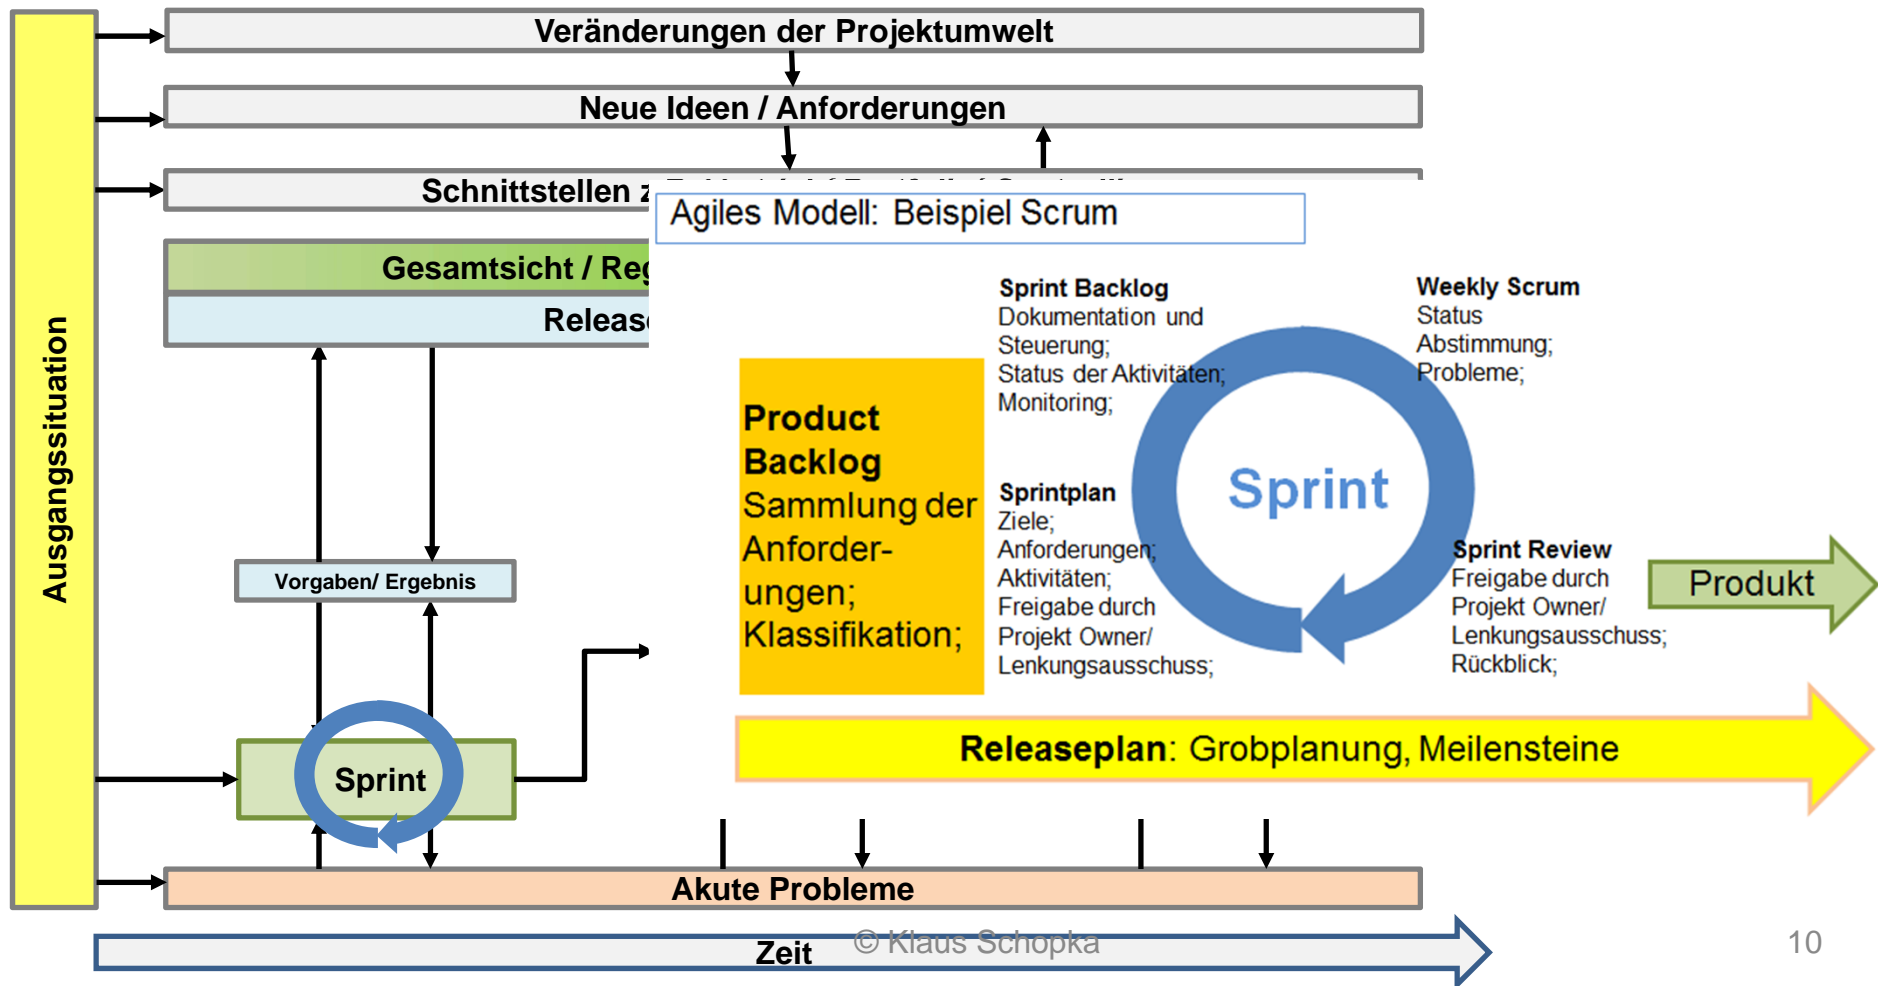 Veränderungen der Projektumwelt
Neue Ideen / Anforderungen
Schnittstellen
Agiles Modell: Beispiel Scrum
Gesamtsicht /
Ausgangssituation
Vorgaben/ Ergebnis
Sprint
Product
Backlog
Sammlung der
Anforder-
ungen;
Klassifikation;
Sprint Backlog
Dokumentation und
Steuerung;
Status der Aktivitäten;
Monitoring;
Weekly Scrum
Status
Abstimmung;
Probleme;
Sprint
Sprintplan
Ziele;
Anforderungen;
Aktivitäten;
Freigabe durch
Projekt Owner/
Lenkungsausschuss;
Sprint Review
Freigabe durch
Projekt Owner/
Lenkungsausschuss;
Rückblick;
Produkt
Releaseplan: Grobplanung, Meilensteine
Akute Probleme
Zeit
© Klaus Schopka
10